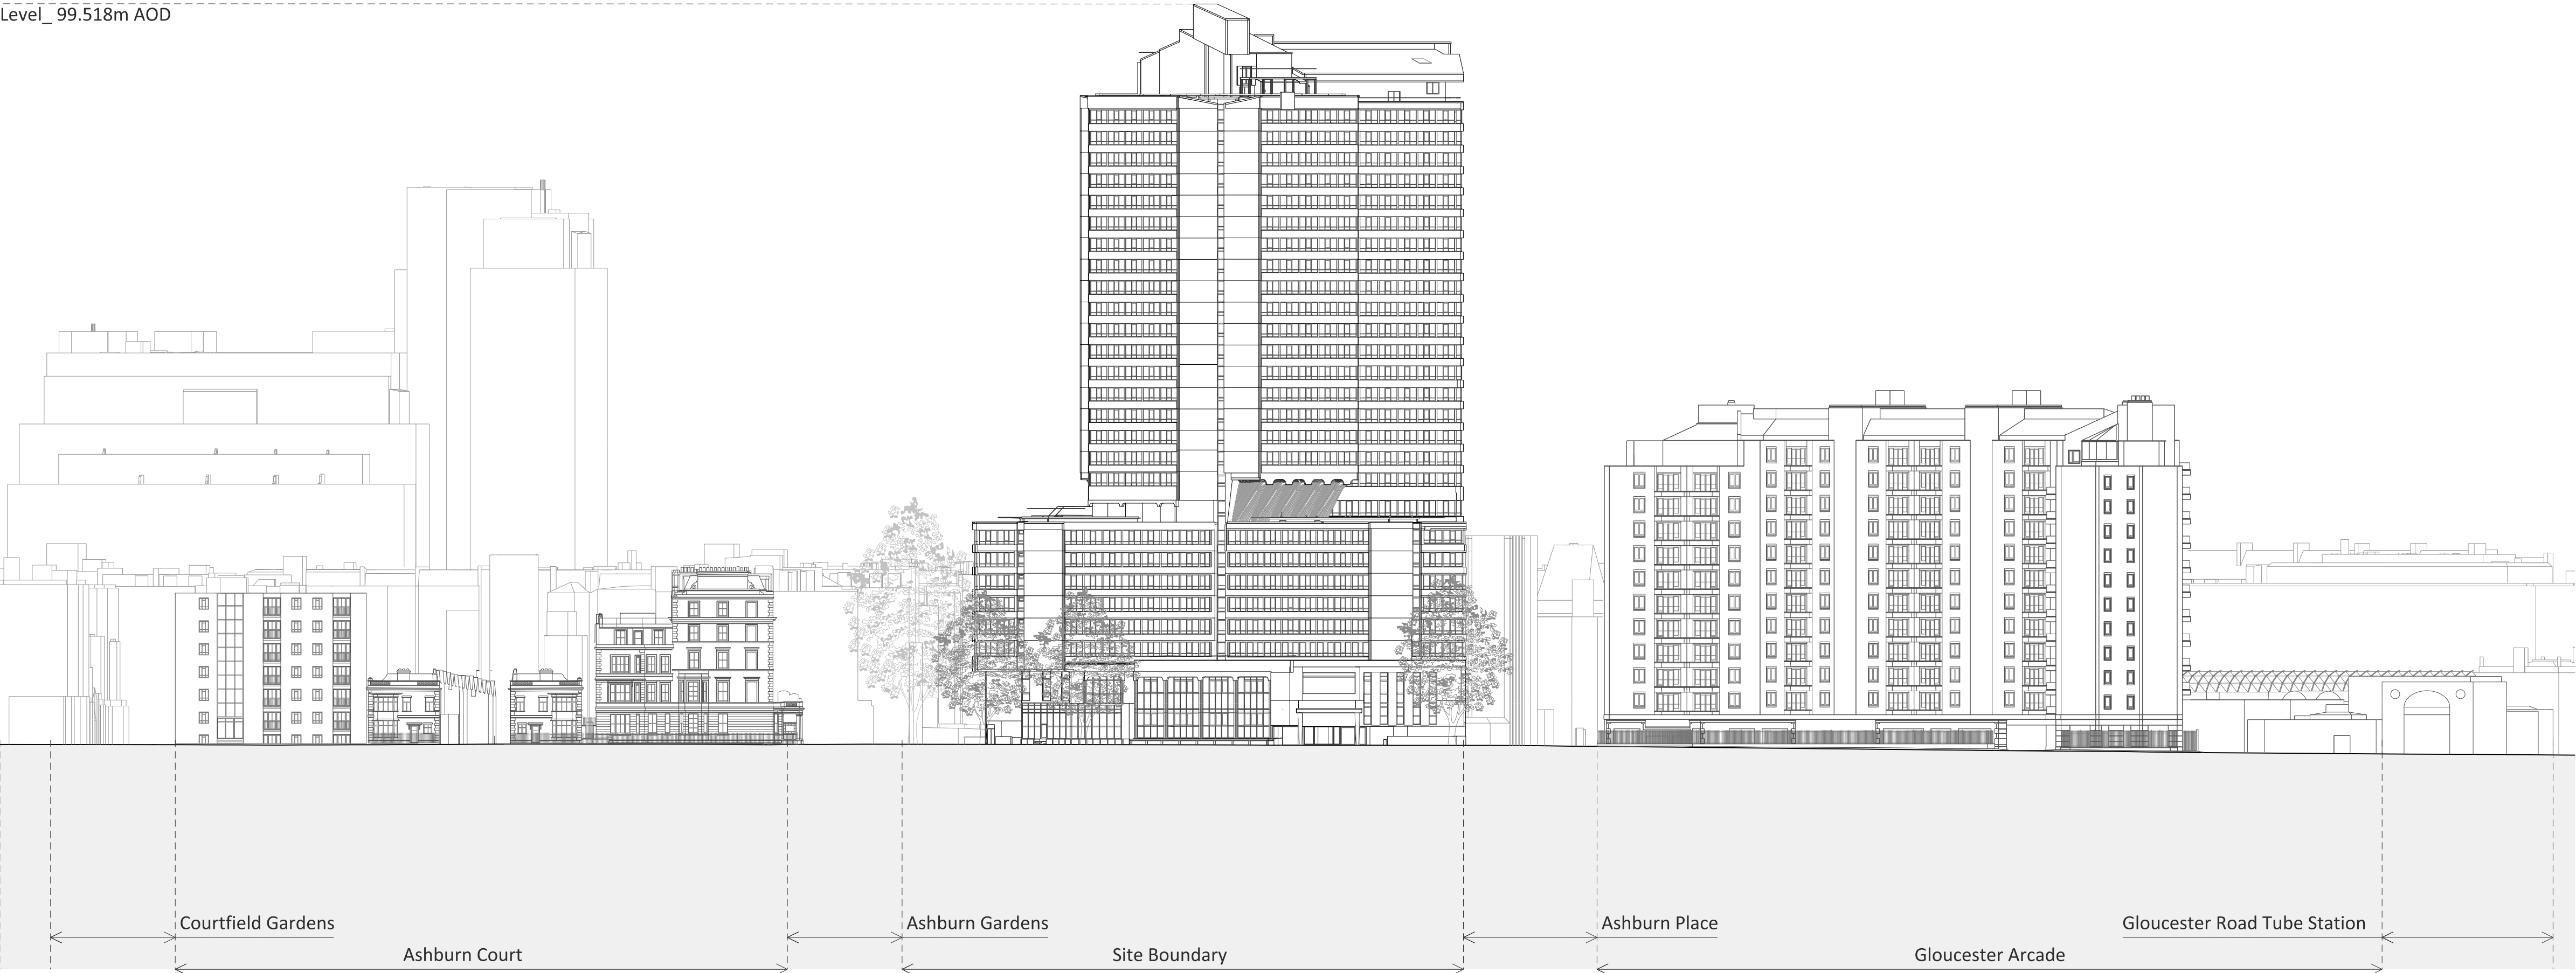 Level_ 99.518m AOD
Courtfield Gardens
Ashburn Gardens
Ashburn Place
Gloucester Road Tube Station
Ashburn Court
Site Boundary
Gloucester Arcade